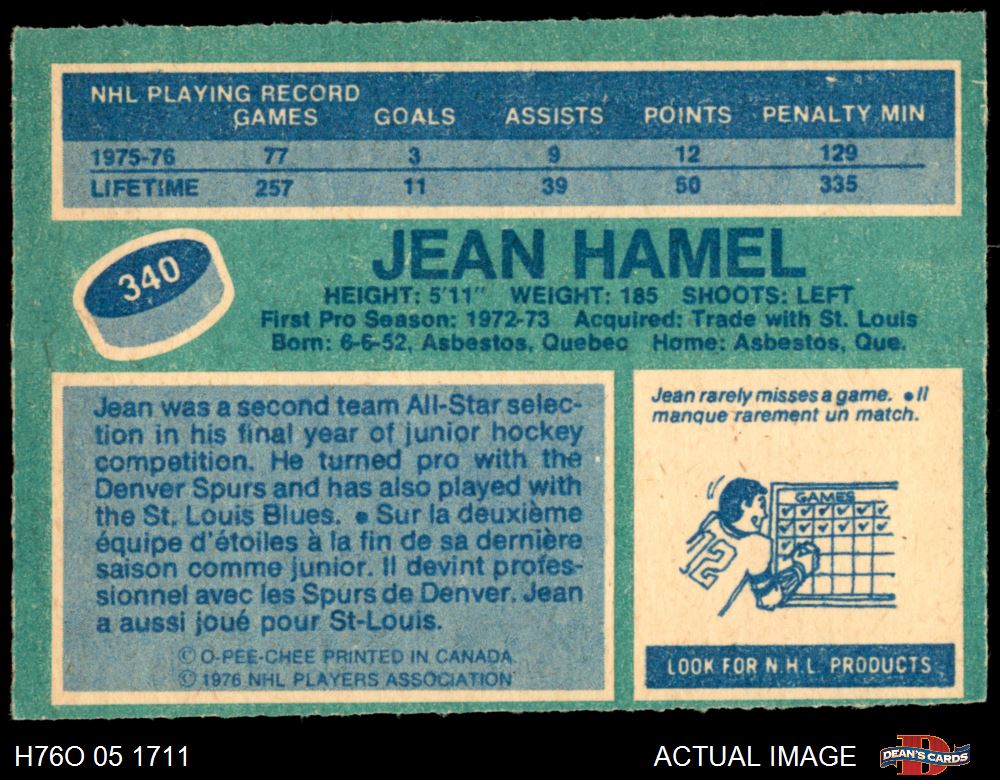 NHL PLAYING RECORD
GAMES GOALS ASSISTS POINTS PENALTY MIN
1975-76 77 3 9 12 129
LIFETIME 257 11 39 50 335
340
JEAN HAMEL
HEIGHT: 5'11" WEIGHT: 185 SHOOTS: LEFT
First Pro Season: 1972-73 Acquired: Trade with St. Louis
Born: 6-6-52, Asbestos, Quebec Home: Asbestos, Que.
Jean was a second team All-Star selec-
tion in his final year of junior hockey
competition. He turned pro with the
Denver Spurs and has also played with
the St. Louis Blues. ● Sur la deuxième
équipe d'étoiles à la fin de sa dernière
saison comme junior. Il devint profes-
sionnel avec les Spurs de Denver. Jean
a aussi joué pour St-Louis.
© O-PEE-CHEE PRINTED IN CANADA
© 1976 NHL PLAYERS ASSOCIATION
Jean rarely misses a game. ● Il
manque rarement un match.
GAMES
12
LOOK FOR N.H.L. PRODUCTS
H76O 05 1711
ACTUAL IMAGE
DEAN'S CARDS